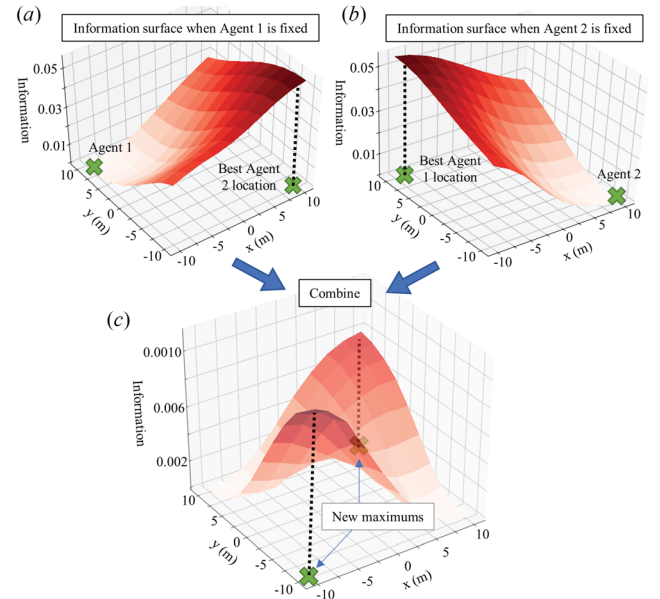 (a)
Information surface when Agent 1 is fixed
Information
0.05
0.03
0.01
Agent 1
Best Agent
2 location
10
5
0
-5
-10
y (m)
-10
-5
0
5
10
x (m)
(b)
Information surface when Agent 2 is fixed
Information
0.05
0.03
0.01
Best Agent
1 location
Agent 2
10
5
0
-5
-10
y (m)
-10
-5
0
5
10
x (m)
Combine
(c)
Information
0.0010
0.006
0.002
New maximums
10
5
0
-5
-10
y (m)
-10
-5
0
5
10
x (m)